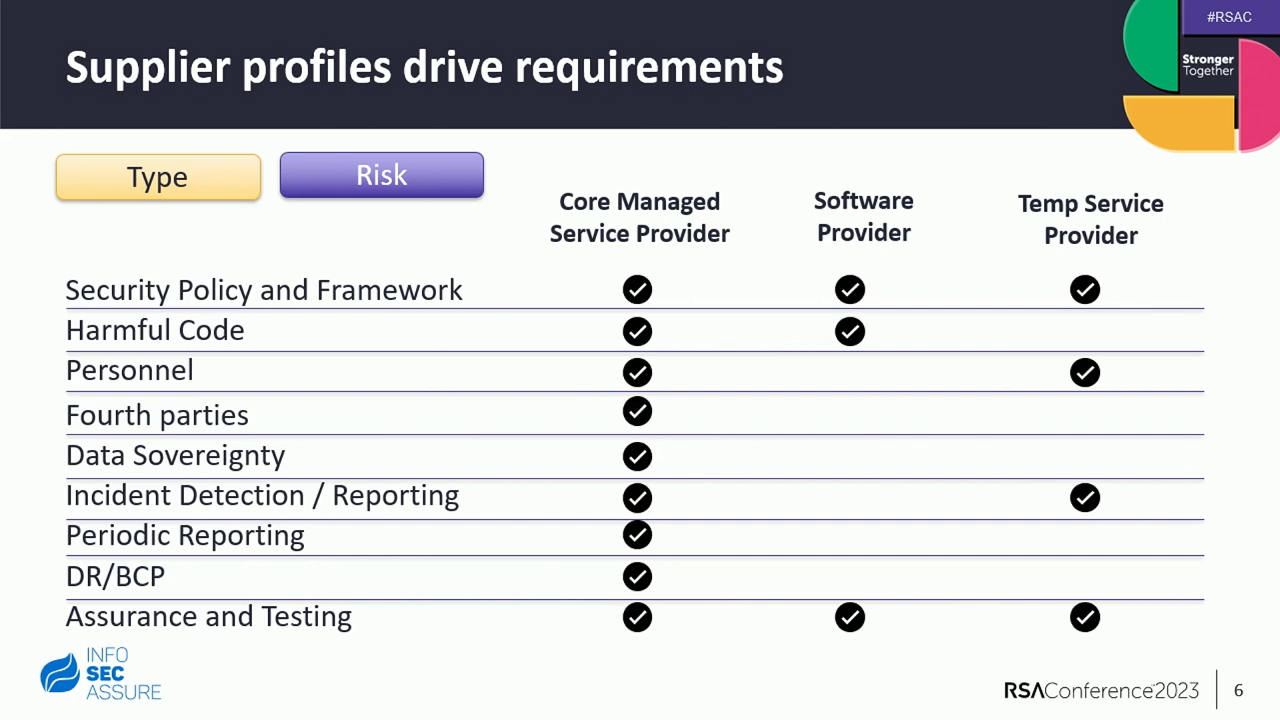 #RSAC
Supplier profiles drive requirements
Stronger
Together
Type
Risk
Core Managed
Service Provider
Software
Provider
Temp Service
Provider
Security Policy and Framework
Harmful Code
Personnel
Fourth parties
Data Sovereignty
Incident Detection / Reporting
Periodic Reporting
DR/BCP
Assurance and Testing
INFO
SEC
ASSURE
RSAConference™2023
6